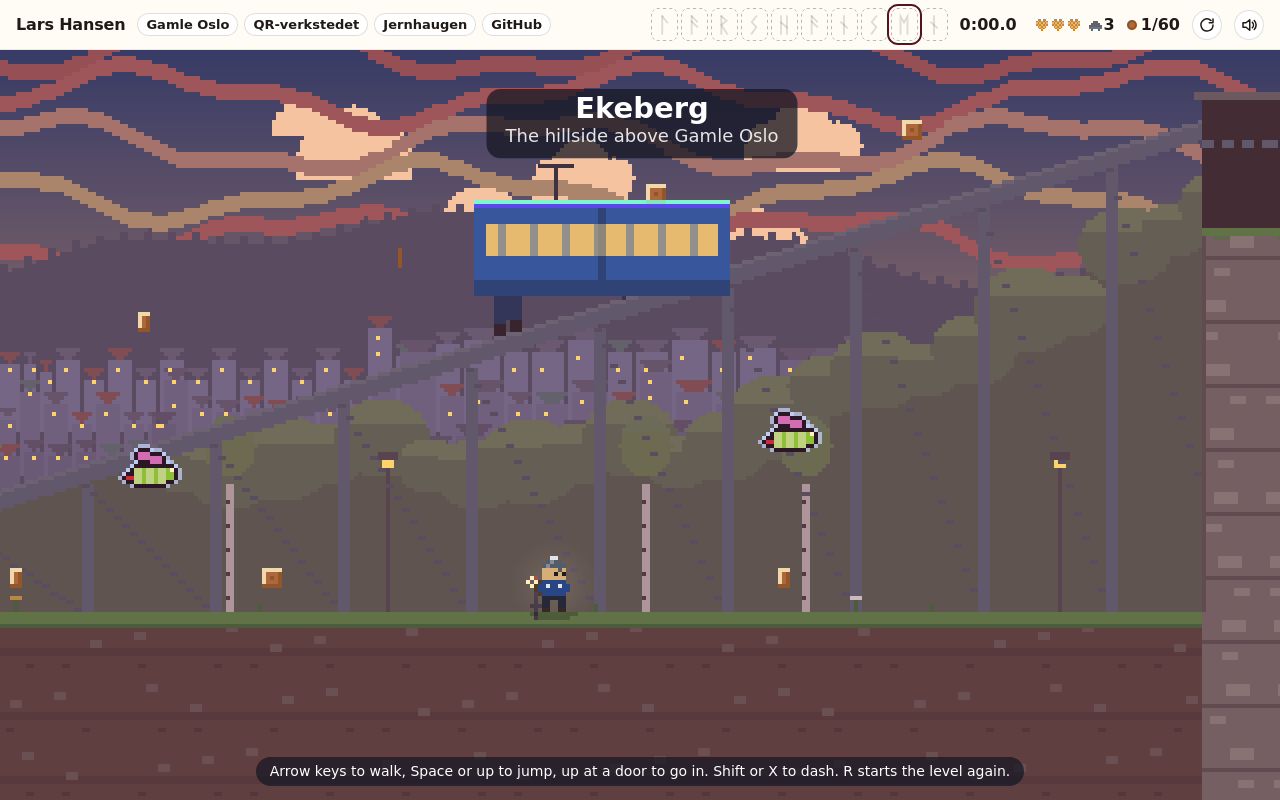 Lars Hansen
Gamle Oslo
QR-verkstedet
Jernhaugen
GitHub
ᛚ ᚨ ᚱ ᛊ ᚺ ᚨ ᚾ ᛊ ᛖ ᚾ
0:00.0
3
1/60
Ekeberg
The hillside above Gamle Oslo
Arrow keys to walk, Space or up to jump, up at a door to go in. Shift or X to dash. R starts the level again.